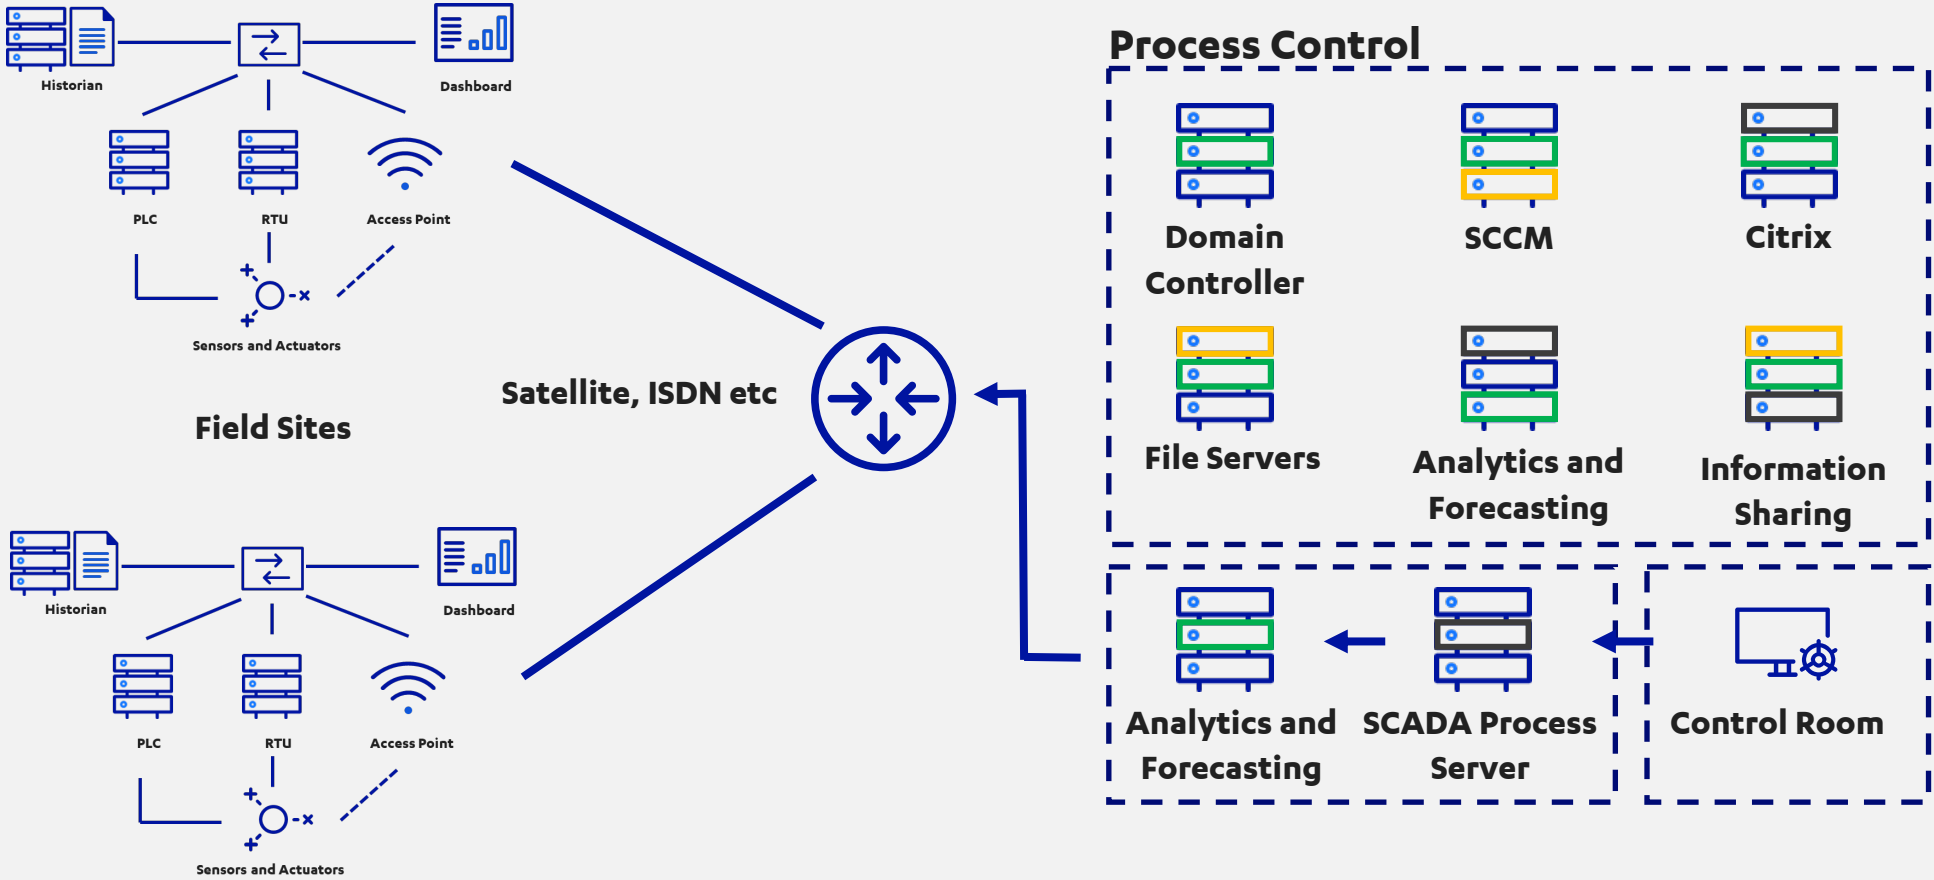 Historian
Dashboard
PLC
RTU
Access Point
Sensors and Actuators
Field Sites
Historian
Dashboard
PLC
RTU
Access Point
Sensors and Actuators
Satellite, ISDN etc
Process Control
Domain
Controller
SCCM
Citrix
File Servers
Analytics and
Forecasting
Information
Sharing
Analytics and
Forecasting
SCADA Process
Server
Control Room